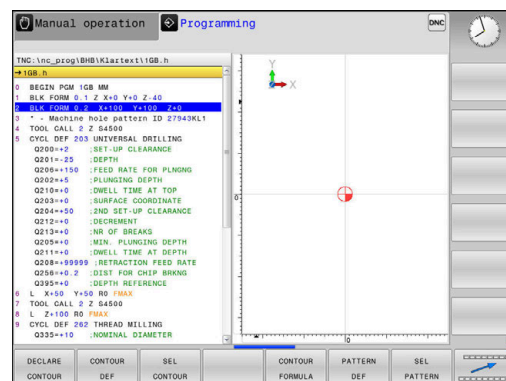 Manual operation
Programming
DNC
TNC:\nc_prog\BHB\Klartext\1GB.h
→1GB.h
0 BEGIN PGM 1GB MM
1 BLK FORM 0.1 Z X+0 Y+0 Z-40
2 BLK FORM 0.2 X+100 Y+100 Z+0
3 * - Machine hole pattern ID 27943KL1
4 TOOL CALL 2 Z S4500
5 CYCL DEF 203 UNIVERSAL DRILLING
Q200=+2 ;SET-UP CLEARANCE
Q201=-25 ;DEPTH
Q206=+150 ;FEED RATE FOR PLNGNG
Q202=+5 ;PLUNGING DEPTH
Q210=+0 ;DWELL TIME AT TOP
Q203=+0 ;SURFACE COORDINATE
Q204=+50 ;2ND SET-UP CLEARANCE
Q212=+0 ;DECREMENT
Q213=+0 ;NR OF BREAKS
Q205=+0 ;MIN. PLUNGING DEPTH
Q211=+0 ;DWELL TIME AT DEPTH
Q208=+99999 ;RETRACTION FEED RATE
Q256=+0.2 ;DIST FOR CHIP BRKNG
Q395=+0 ;DEPTH REFERENCE
6 L X+50 Y+50 R0 FMAX
7 TOOL CALL 2 Z S4500
8 L Z+100 R0 FMAX
9 CYCL DEF 262 THREAD MILLING
Q335=+10 ;NOMINAL DIAMETER
Y
X
0
0
DECLARE CONTOUR
CONTOUR DEF
SEL CONTOUR
CONTOUR FORMULA
PATTERN DEF
SEL PATTERN